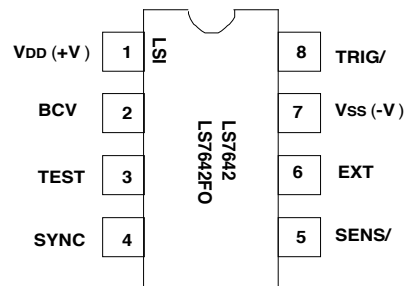 VDD (+V) 1 LSI 8 TRIG/
BCV 2 7 VSS (-V)
LS7642
LS7642FO
TEST 3 6 EXT
SYNC 4 5 SENS/